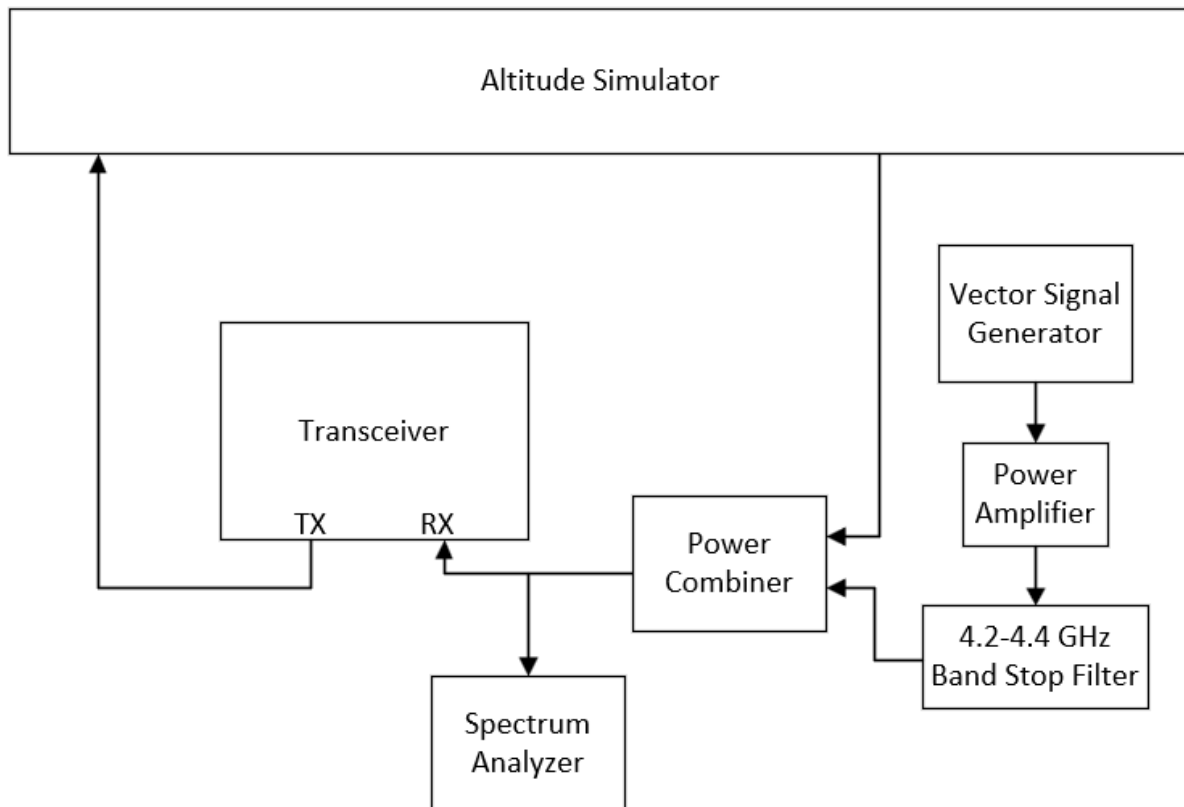 Altitude Simulator
Vector Signal
Generator
Transceiver
TX
RX
Power
Amplifier
Power
Combiner
4.2-4.4 GHz
Band Stop Filter
Spectrum
Analyzer